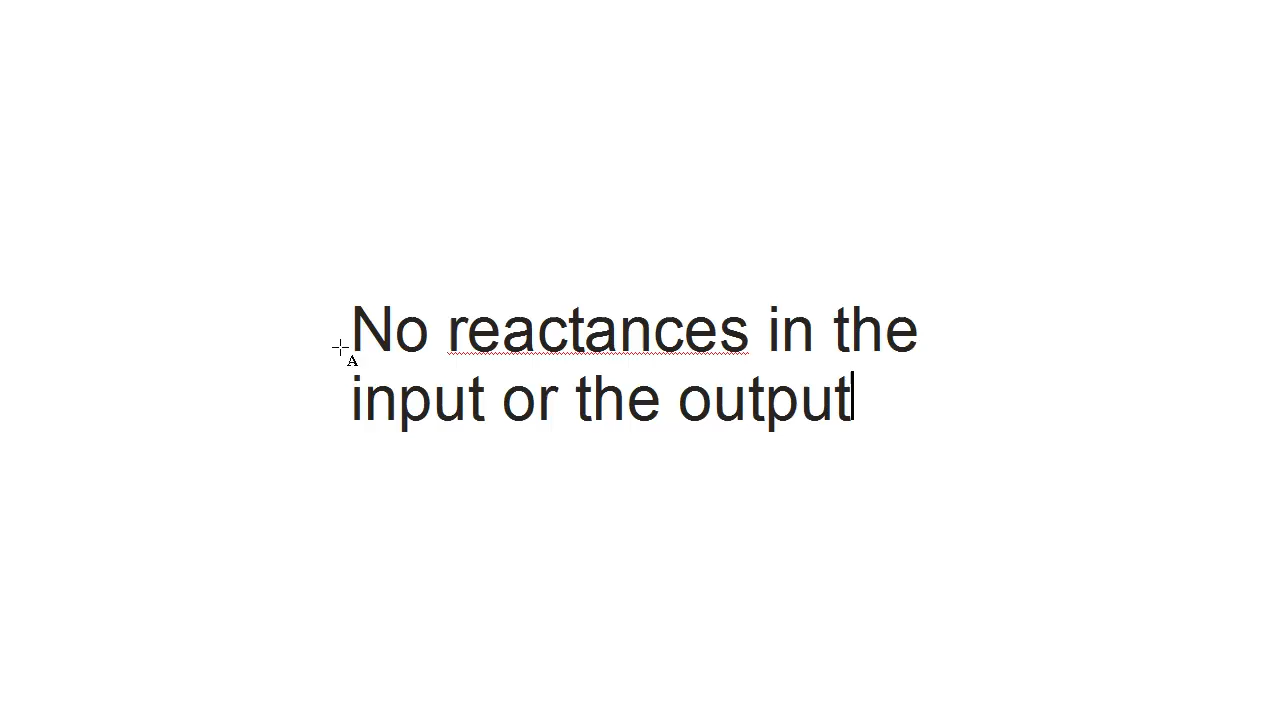 No reactances in the
input or the output